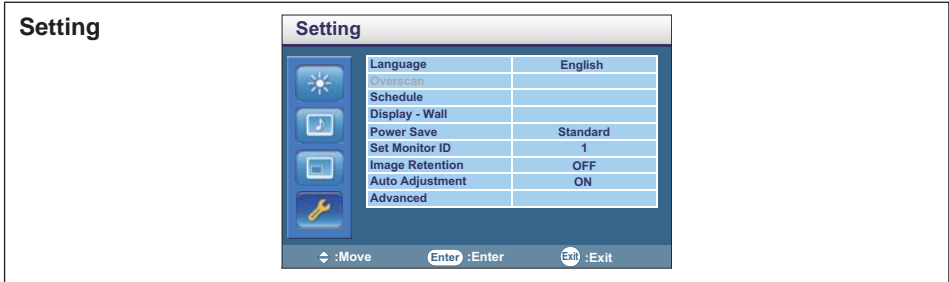 Setting
Setting
Language English
Overscan
Schedule
Display - Wall
Power Save Standard
Set Monitor ID 1
Image Retention OFF
Auto Adjustment ON
Advanced
:Move Enter :Enter Exit :Exit